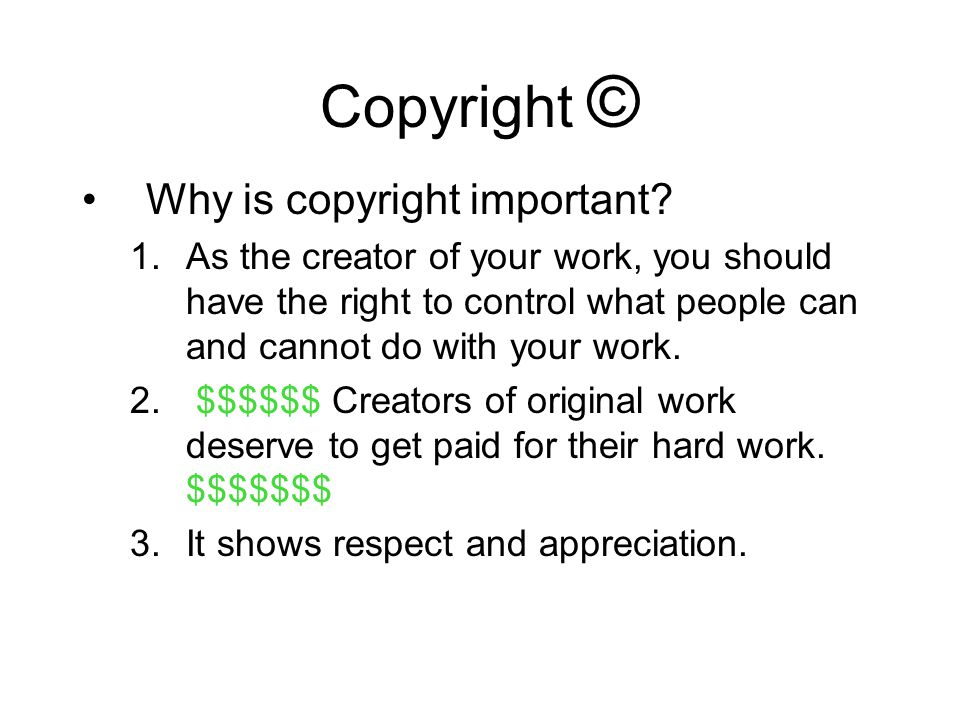 Copyright ©
• Why is copyright important?
1. As the creator of your work, you should
have the right to control what people can
and cannot do with your work.
2. $$$$$$ Creators of original work
deserve to get paid for their hard work.
$$$$$$$
3. It shows respect and appreciation.